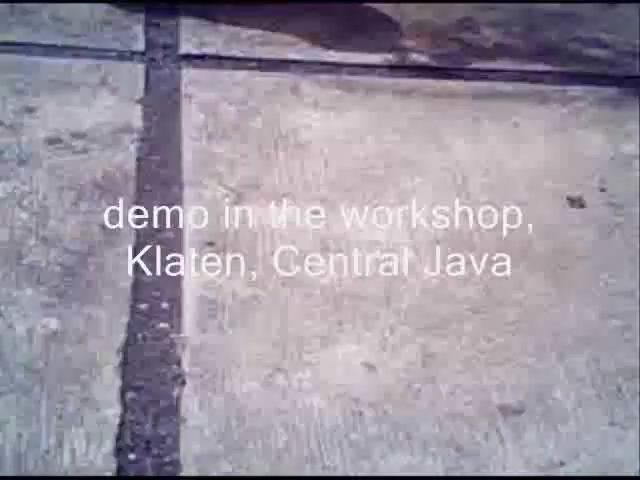 demo in the workshop,
Klaten, Central Java